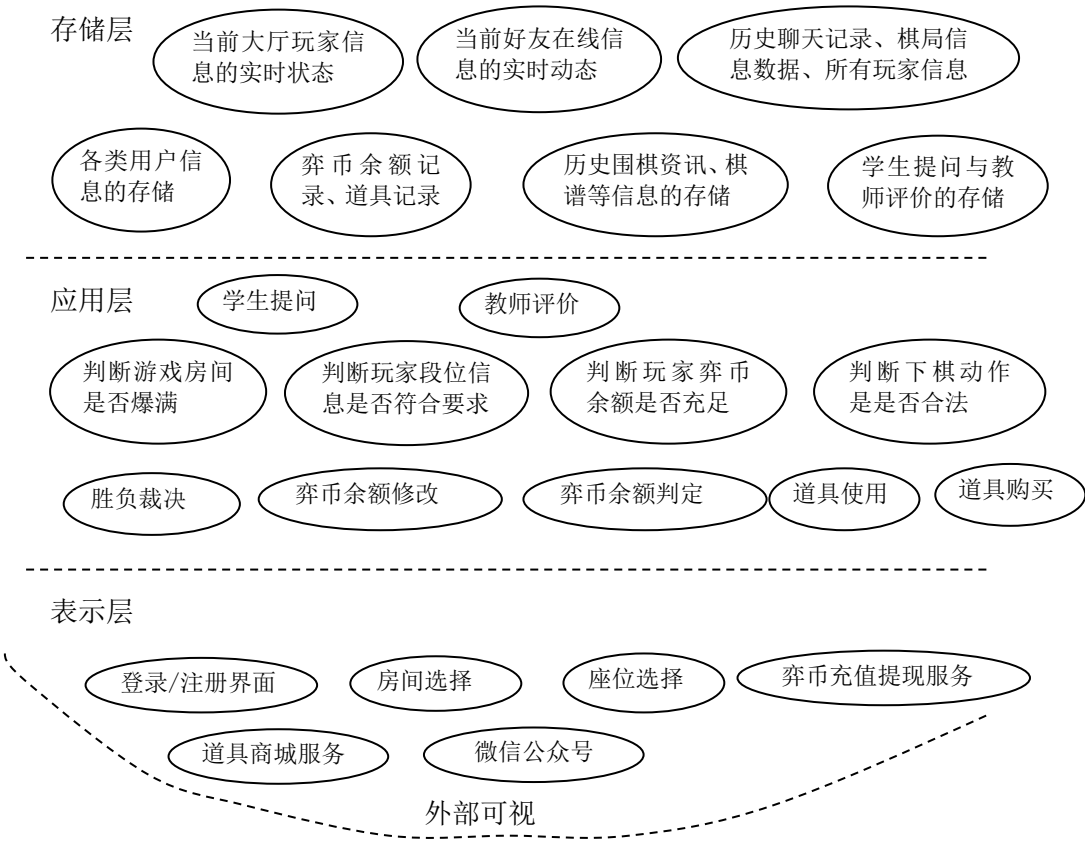 存储层
当前大厅玩家信
息的实时状态
当前好友在线信
息的实时动态
历史聊天记录、棋局信
息数据、所有玩家信息
各类用户信
息的存储
弈币余额记
录、道具记录
历史围棋资讯、棋
谱等信息的存储
学生提问与教
师评价的存储
应用层
学生提问
教师评价
判断游戏房间
是否爆满
判断玩家段位信
息是否符合要求
判断玩家弈币
余额是否充足
判断下棋动作
是是否合法
胜负裁决
弈币余额修改
弈币余额判定
道具使用
道具购买
表示层
登录/注册界面
房间选择
座位选择
弈币充值提现服务
道具商城服务
微信公众号
外部可视